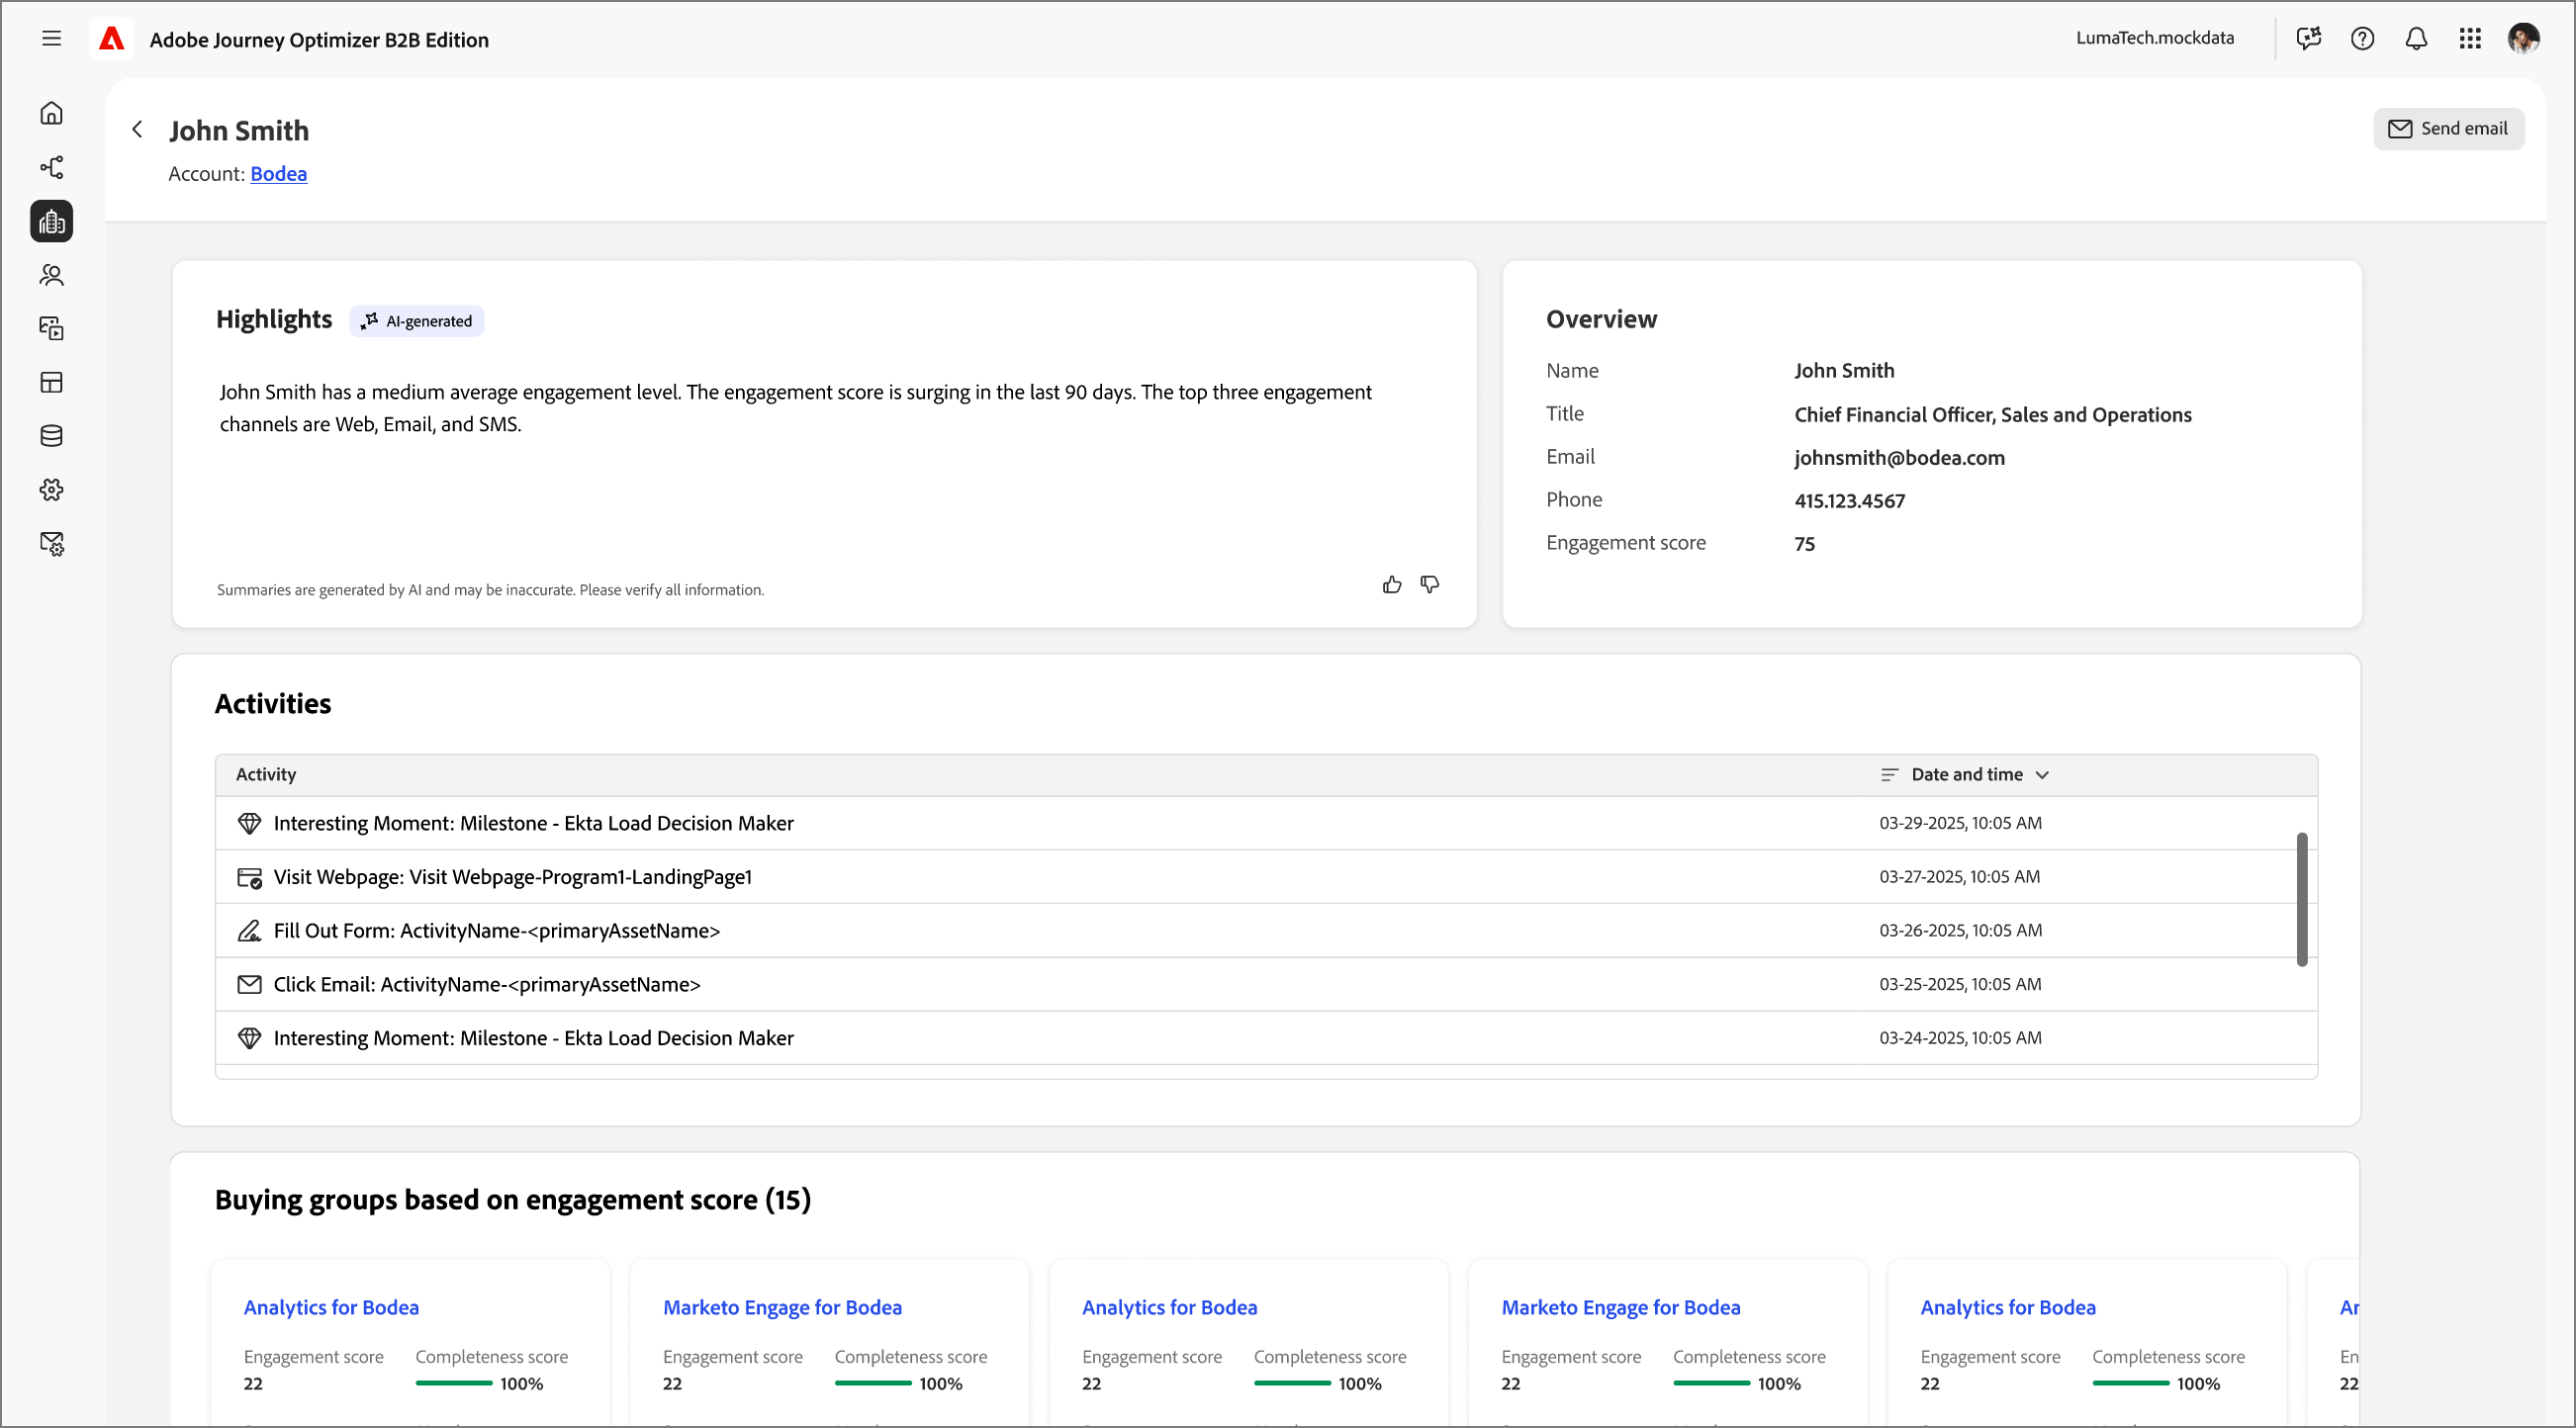 Adobe Journey Optimizer B2B Edition
LumaTech.mockdata
John Smith
Send email
Account: Bodea
Highlights
AI-generated
John Smith has a medium average engagement level. The engagement score is surging in the last 90 days. The top three engagement
channels are Web, Email, and SMS.
Summaries are generated by AI and may be inaccurate. Please verify all information.
Overview
Name John Smith
Title Chief Financial Officer, Sales and Operations
Email johnsmith@bodea.com
Phone 415.123.4567
Engagement score 75
Activities
Activity Date and time
Interesting Moment: Milestone - Ekta Load Decision Maker 03-29-2025, 10:05 AM
Visit Webpage: Visit Webpage-Program1-LandingPage1 03-27-2025, 10:05 AM
Fill Out Form: ActivityName-<primaryAssetName> 03-26-2025, 10:05 AM
Click Email: ActivityName-<primaryAssetName> 03-25-2025, 10:05 AM
Interesting Moment: Milestone - Ekta Load Decision Maker 03-24-2025, 10:05 AM
Buying groups based on engagement score (15)
Analytics for Bodea Marketo Engage for Bodea Analytics for Bodea Marketo Engage for Bodea Analytics for Bodea
Engagement score Completeness score Engagement score Completeness score Engagement score Completeness score Engagement score Completeness score Engagement score Completeness score
22 100% 22 100% 22 100% 22 100% 22 100% 22